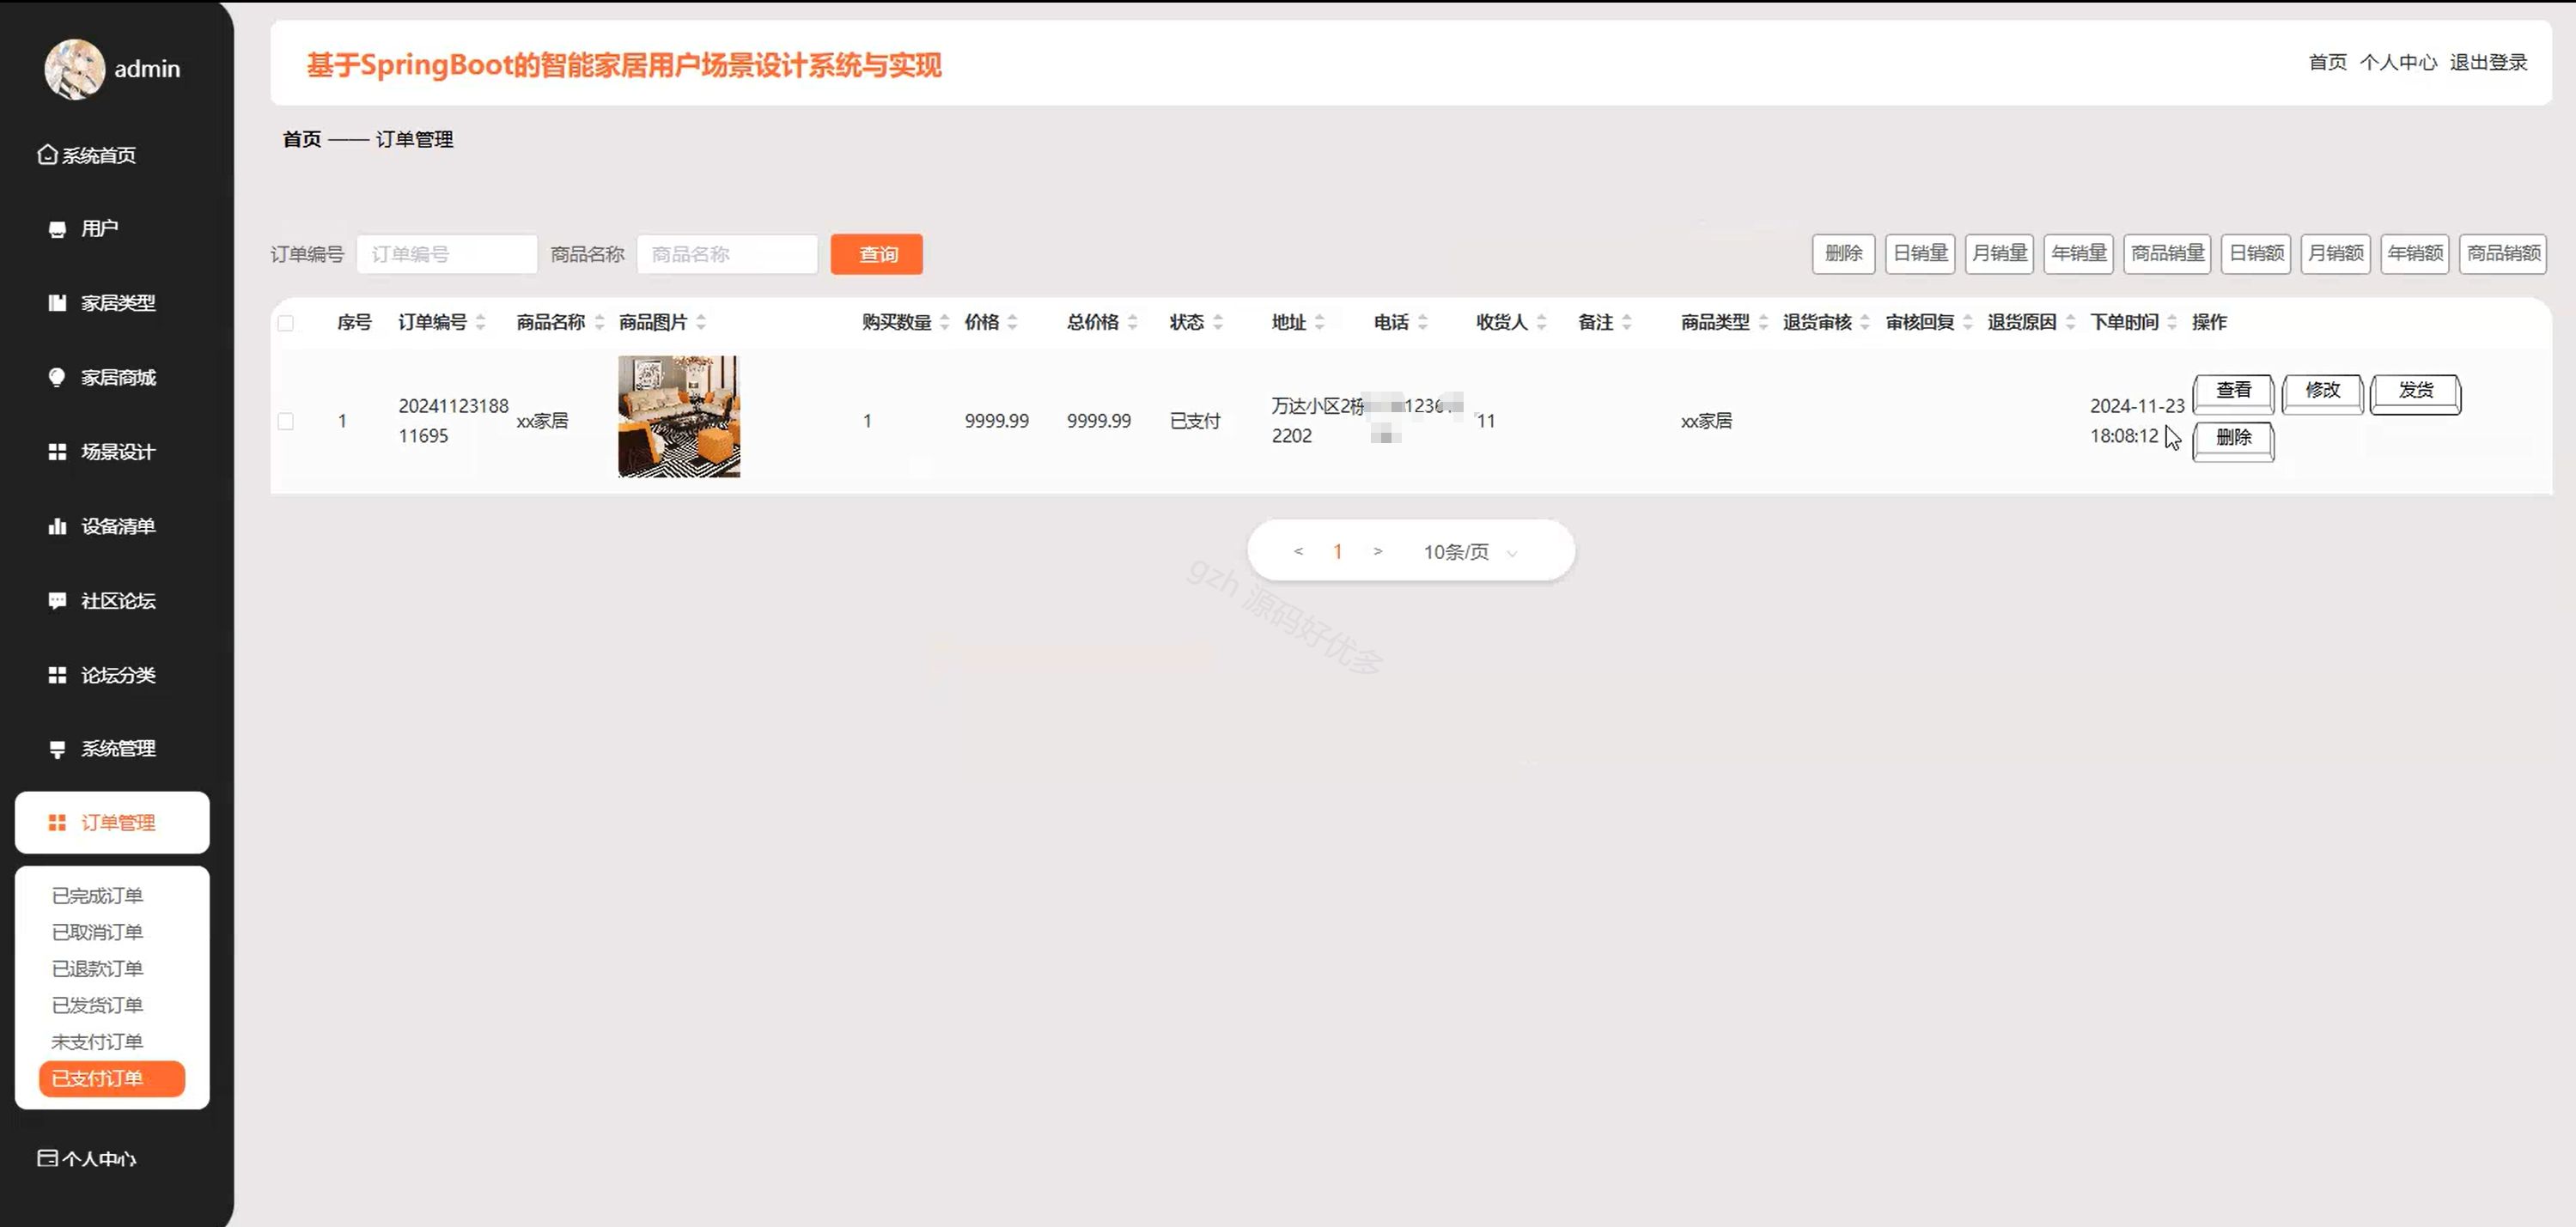 admin
系统首页
用户
家居类型
家居商城
场景设计
设备清单
社区论坛
论坛分类
系统管理
订单管理
已完成订单
已取消订单
已退款订单
已发货订单
未支付订单
已支付订单
个人中心
基于SpringBoot的智能家居用户场景设计系统与实现
首页 个人中心 退出登录
首页 —— 订单管理
订单编号 订单编号 商品名称 商品名称 查询
删除 日销量 月销量 年销量 商品销量 日销额 月销额 年销额 商品销额
序号 订单编号 商品名称 商品图片 购买数量 价格 总价格 状态 地址 电话 收货人 备注 商品类型 退货审核 审核回复 退货原因 下单时间 操作
1 20241123188 xx家居 1 9999.99 9999.99 已支付 万达小区2栋 11 xx家居 2024-11-23 查看 修改 发货
11695 2202 18:08:12 删除
< 1 > 10条/页
gzh 源码好优多